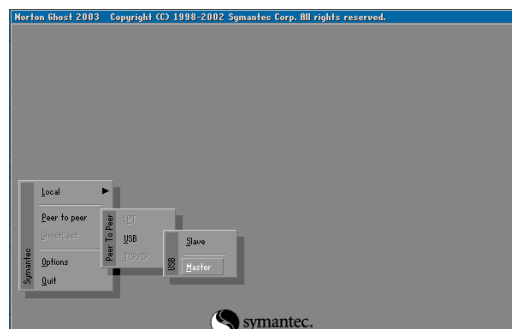 Norton Ghost 2003 Copyright (C) 1998-2002 Symantec Corp. All rights reserved.
Symantec
Local
Peer to peer
GhostCast
Options
Quit
Peer To Peer
LPT
USB
TCP/IP
USB
Slave
Master
symantec.